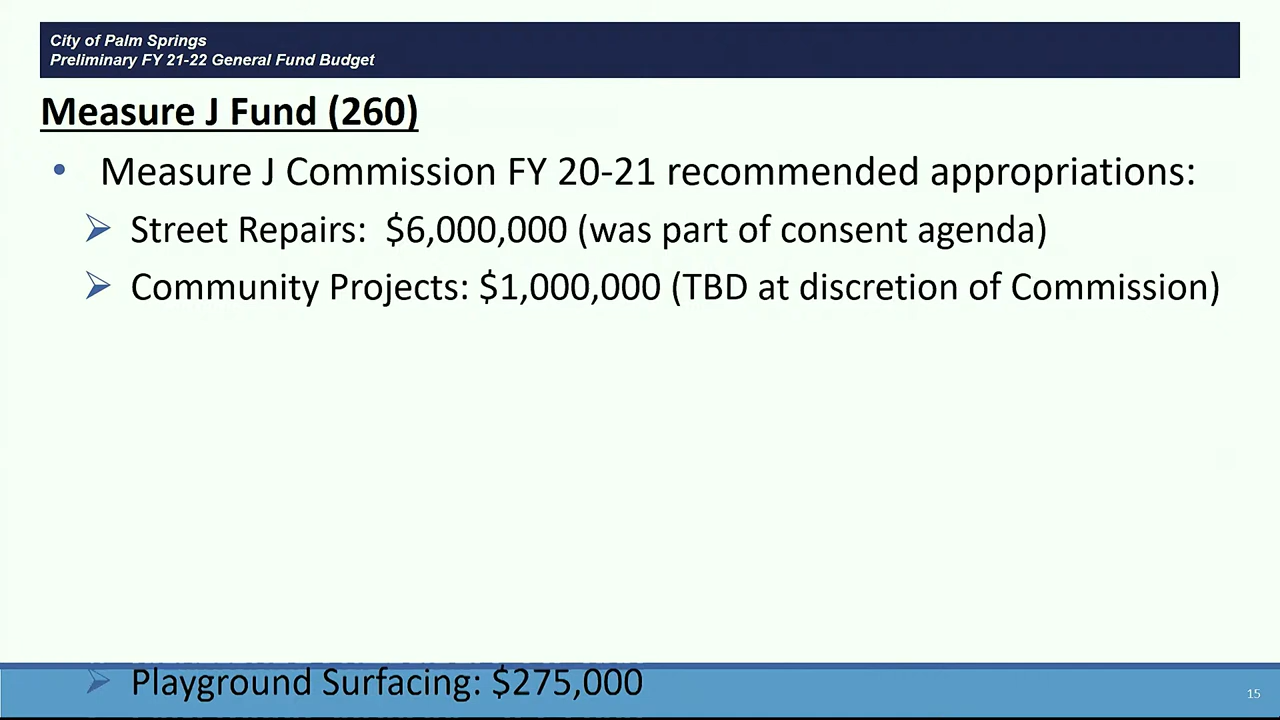 City of Palm Springs
Preliminary FY 21-22 General Fund Budget
Measure J Fund (260)
• Measure J Commission FY 20-21 recommended appropriations:
➢ Street Repairs: $6,000,000 (was part of consent agenda)
➢ Community Projects: $1,000,000 (TBD at discretion of Commission)
➢ Playground Surfacing: $275,000
15